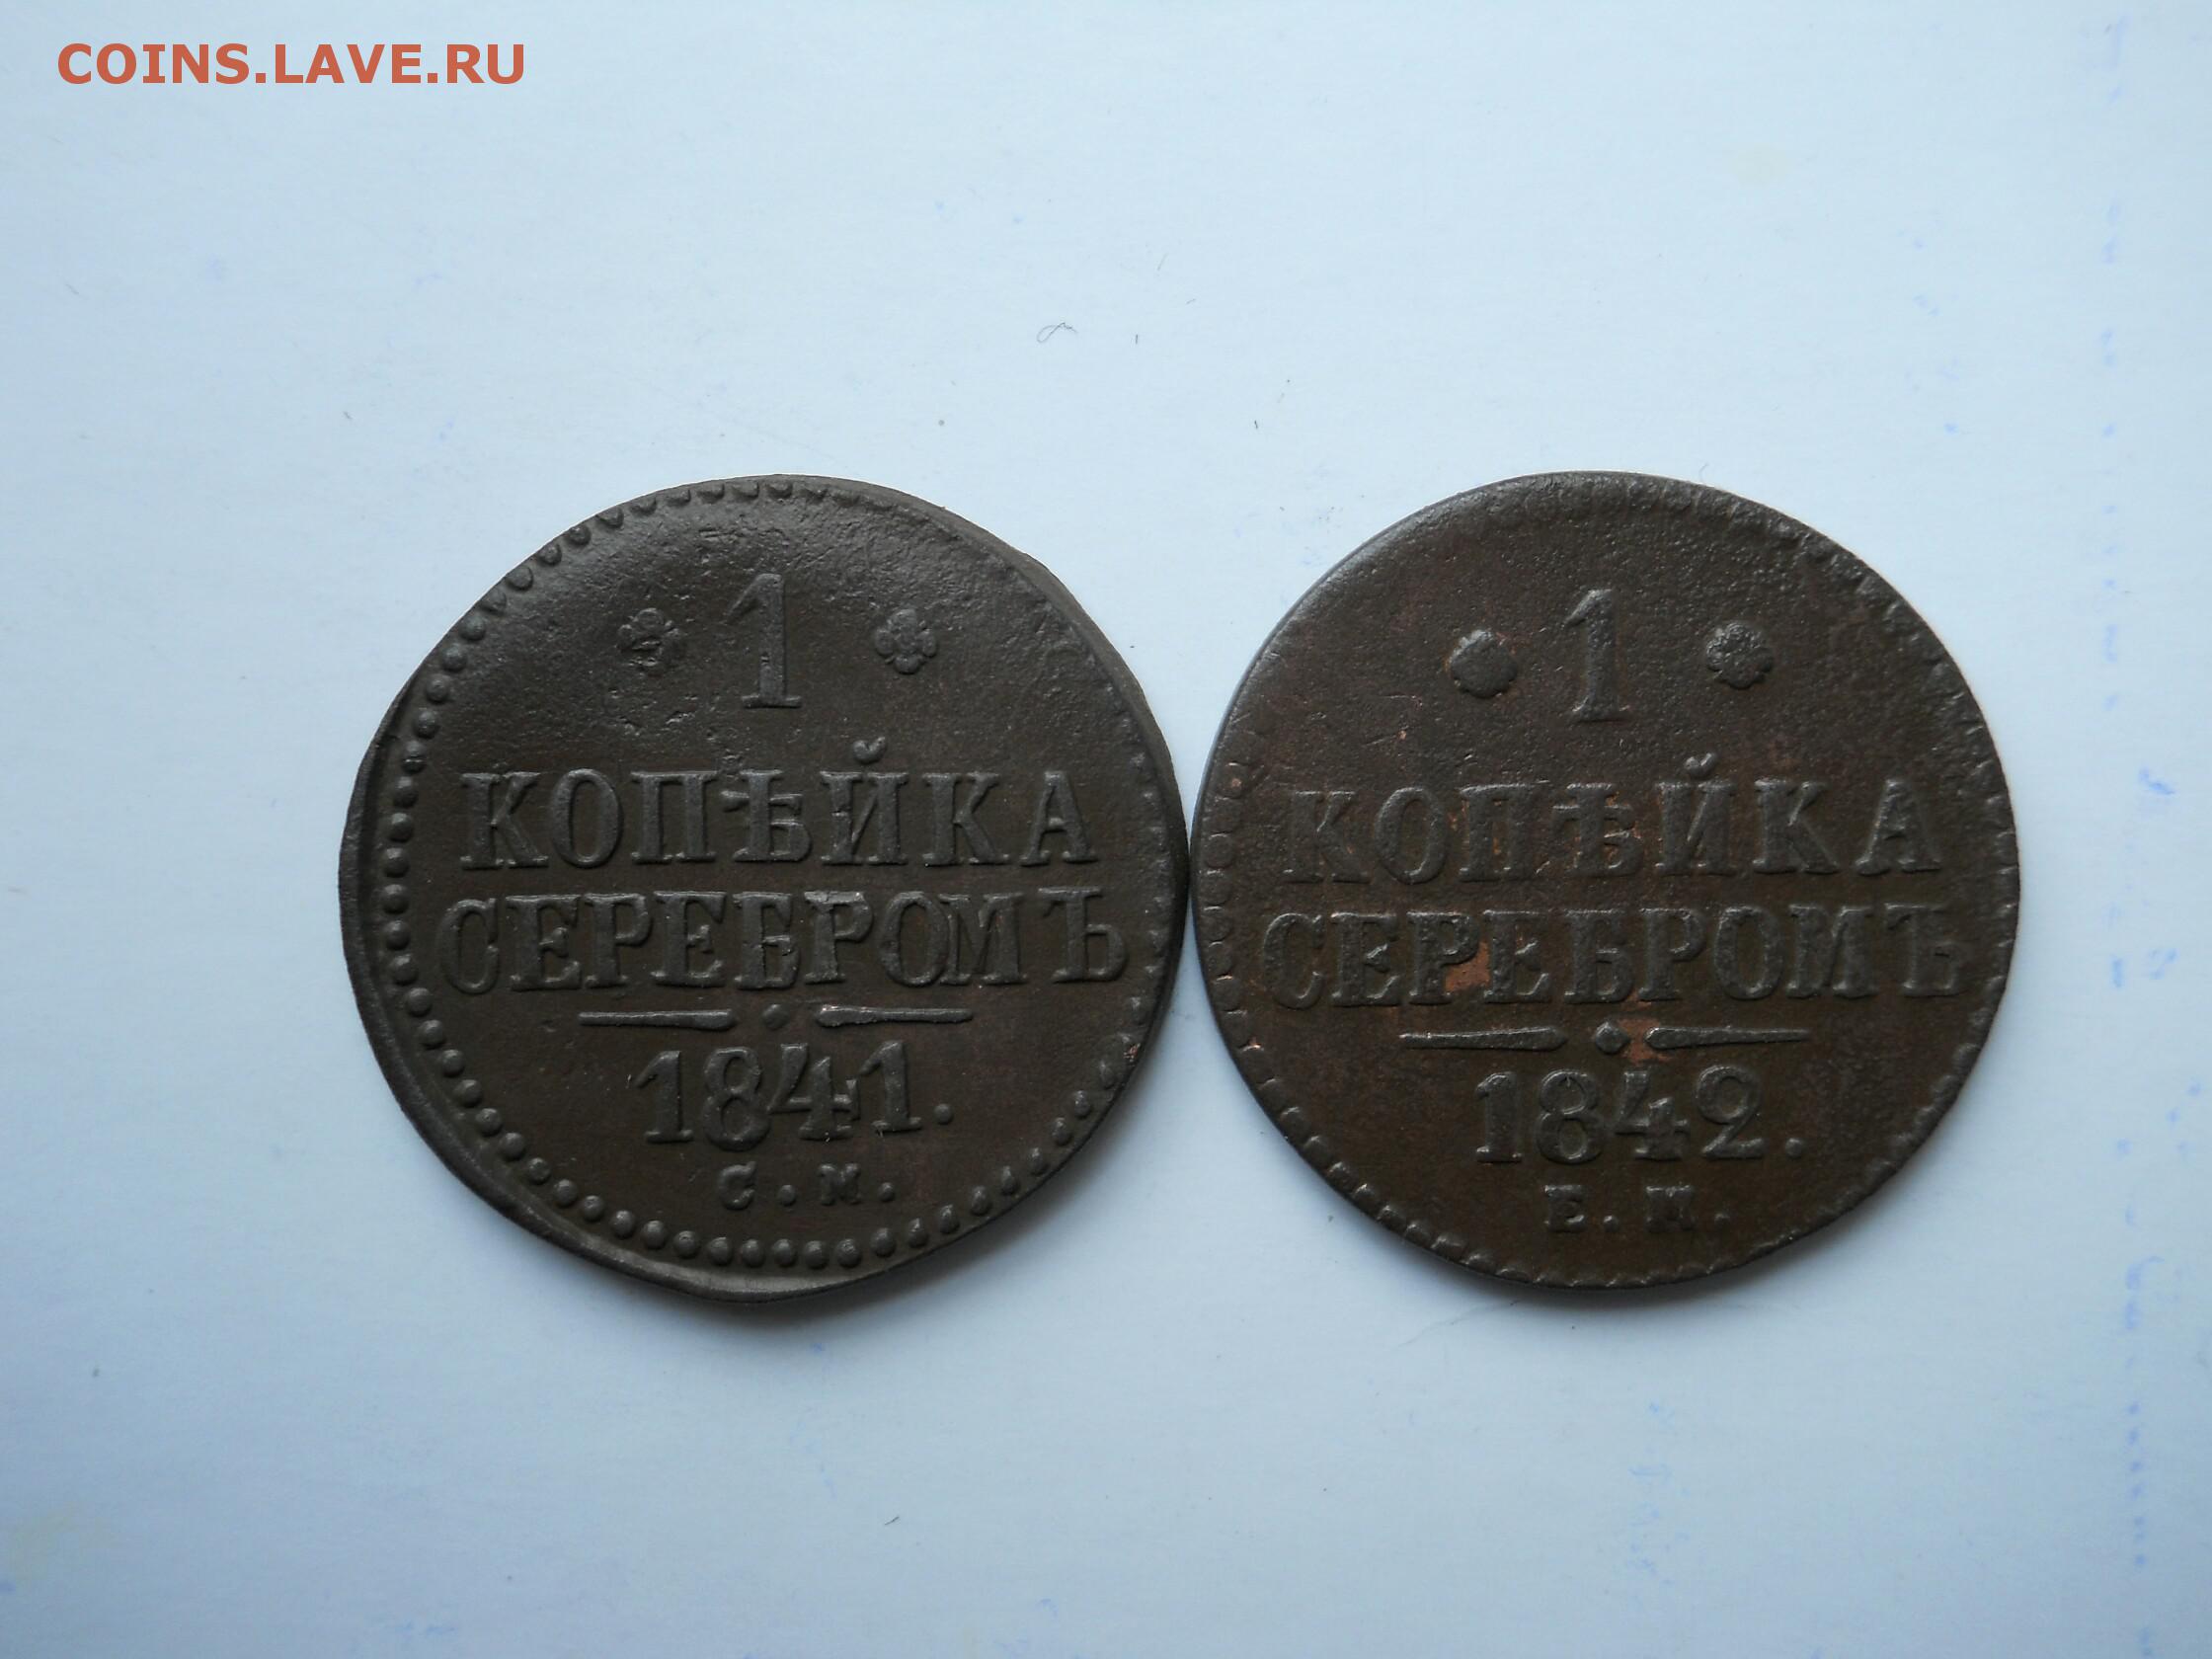 COINS.LAVE.RU
1
КОПѢЙКА
СЕРЕБРОМЪ
1841.
С.М.
1
КОПѢЙКА
СЕРЕБРОМЪ
1842.
Е.М.